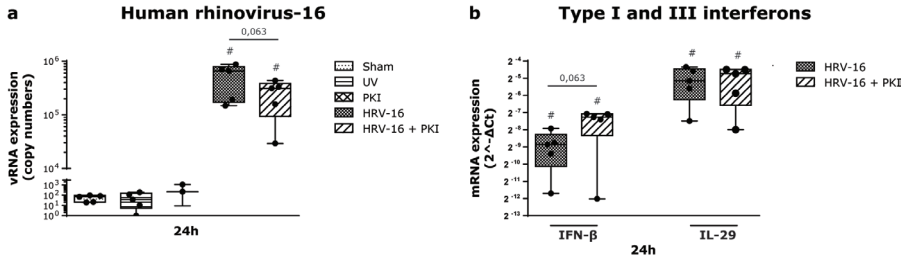 a Human rhinovirus-16
0,063
#
#
vRNA expression
(copy numbers)
10^6
10^5
10^4
10^3
10^2
10^1
10^0
24h
Sham
UV
PKI
HRV-16
HRV-16 + PKI
b Type I and III interferons
0,063
#
#
#
#
mRNA expression
(2^-ΔCt)
2^-4
2^-5
2^-6
2^-7
2^-8
2^-9
2^-10
2^-11
2^-12
2^-13
IFN-β
IL-29
24h
HRV-16
HRV-16 + PKI